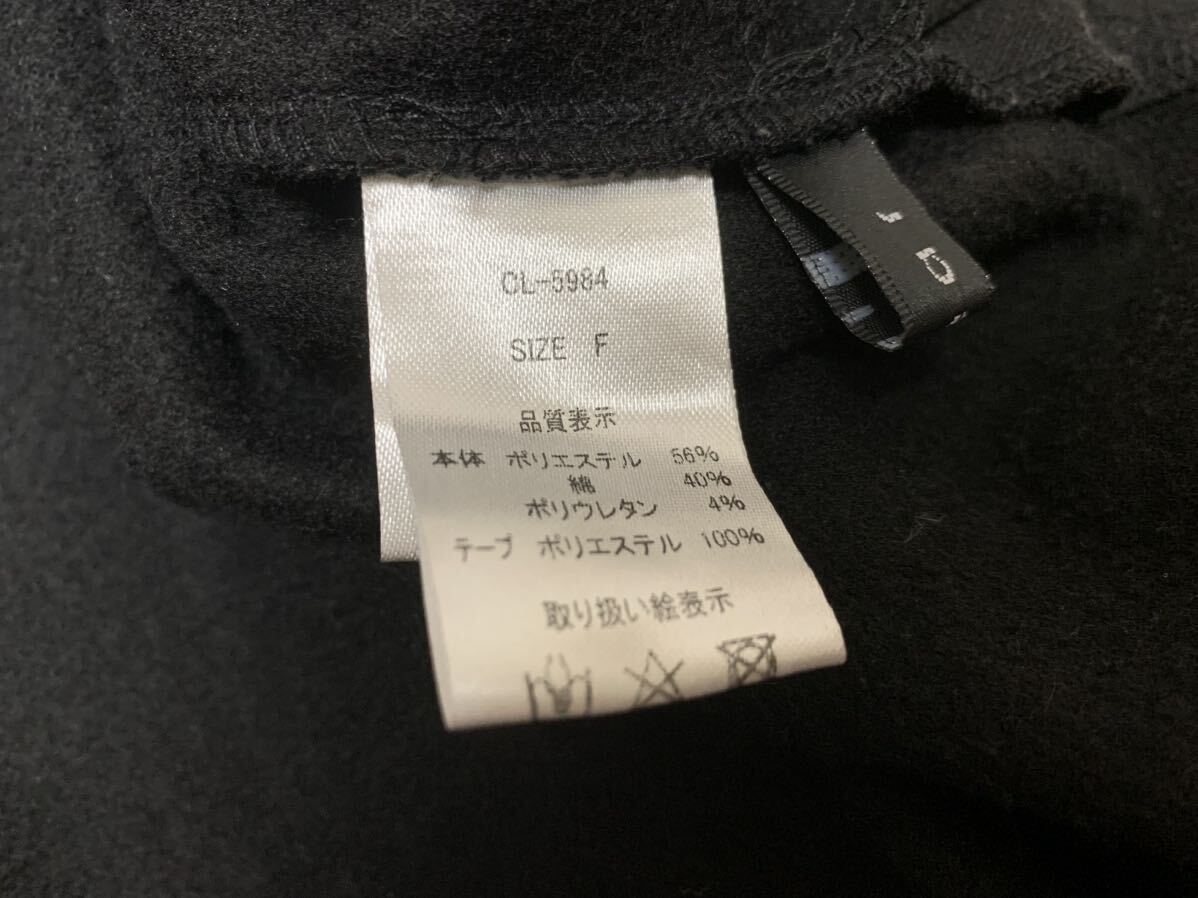 CL-5984
SIZE F
品質表示
本体 ポリエステル 56%
綿 40%
ポリウレタン 4%
テープ ポリエステル 100%
取り扱い絵表示